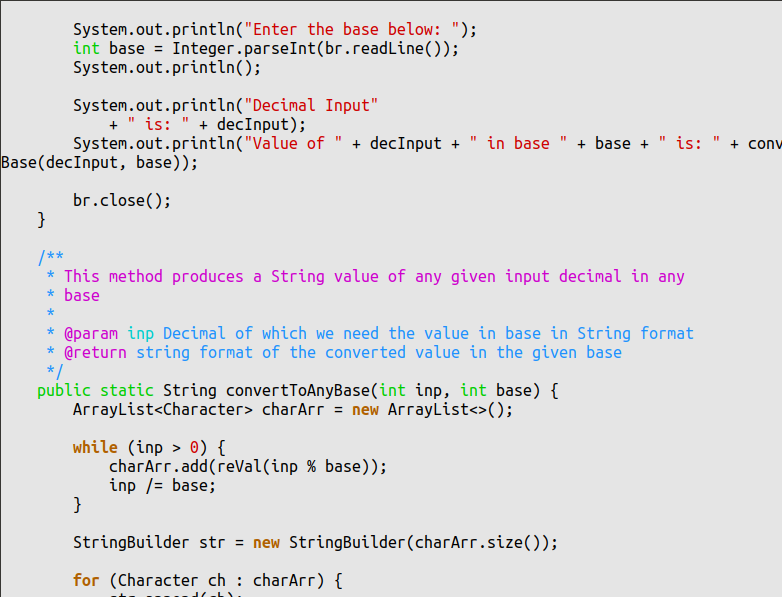 System.out.println("Enter the base below: ");
int base = Integer.parseInt(br.readLine());
System.out.println();
System.out.println("Decimal Input"
+ " is: " + decInput);
System.out.println("Value of " + decInput + " in base " + base + " is: " + conv
Base(decInput, base));
br.close();
}
/**
* This method produces a String value of any given input decimal in any
* base
*
* @param inp Decimal of which we need the value in base in String format
* @return string format of the converted value in the given base
*/
public static String convertToAnyBase(int inp, int base) {
ArrayList<Character> charArr = new ArrayList<>();
while (inp > 0) {
charArr.add(reVal(inp % base));
inp /= base;
}
StringBuilder str = new StringBuilder(charArr.size());
for (Character ch : charArr) {